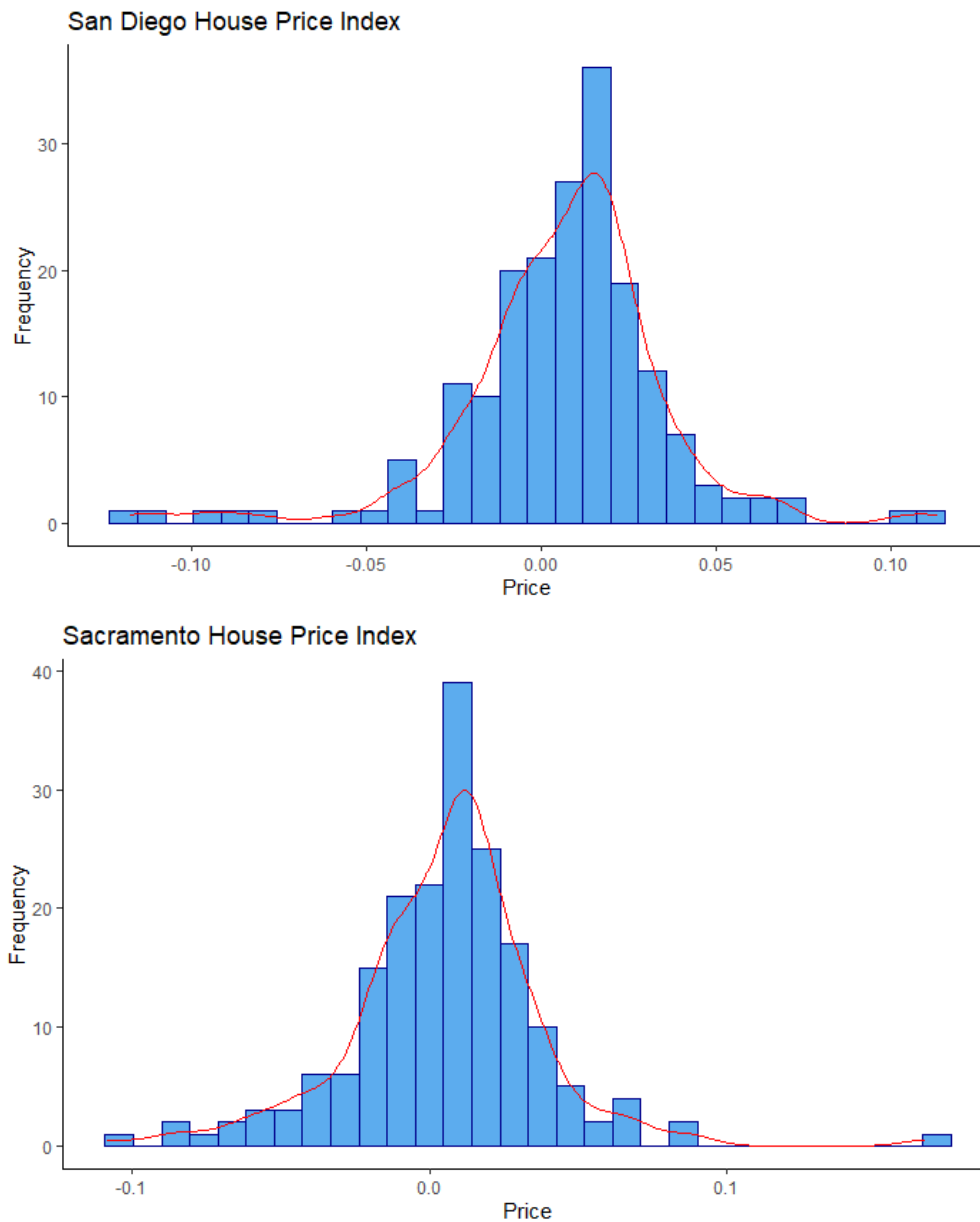 San Diego House Price Index
30
20
10
0
Frequency
-0.10 -0.05 0.00 0.05 0.10
Price
Sacramento House Price Index
40
30
20
10
0
Frequency
-0.1 0.0 0.1
Price